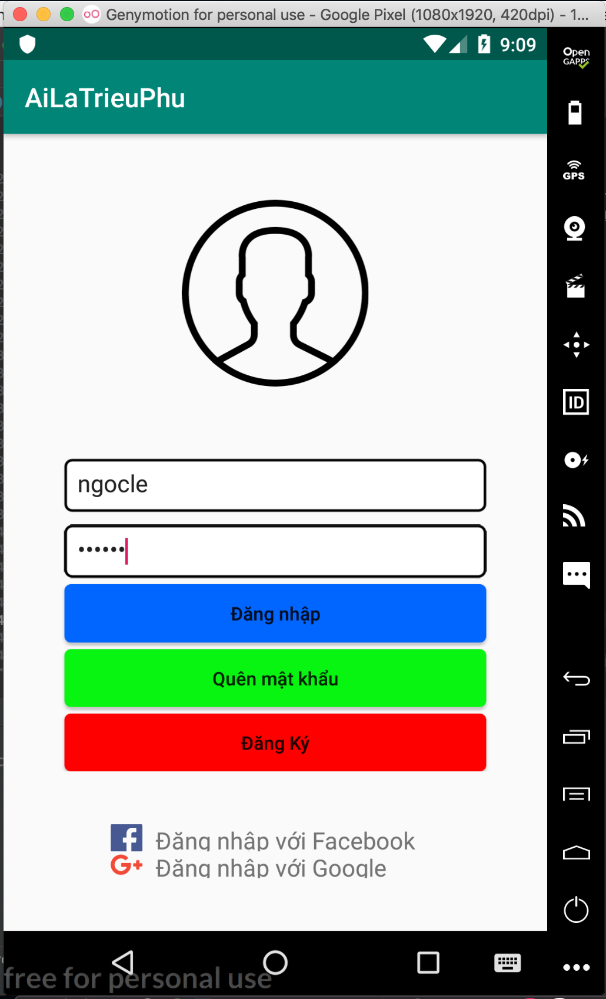 Genymotion for personal use - Google Pixel (1080x1920, 420dpi) - 1...
9:09
Open
GAPPS
AiLaTrieuPhu
GPS
ID
ngocle
••••••
Đăng nhập
Quên mật khẩu
Đăng Ký
Đăng nhập với Facebook
G+ Đăng nhập với Google
free for personal use